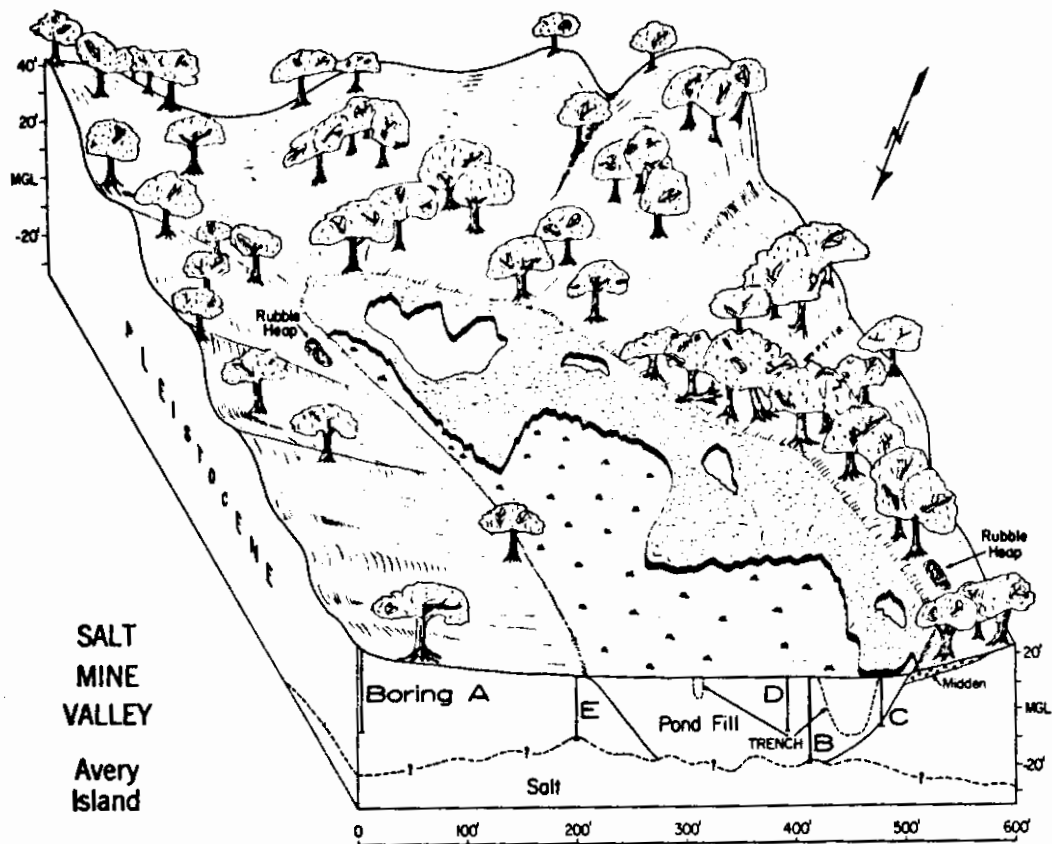 40'
20'
MGL
-20'
Rubble
Heap
PLEISTOCENE
Rubble
Heap
SALT
MINE
VALLEY
Avery
Island
Boring A
E
Pond Fill
D
TRENCH
B
C
Midden
Salt
20'
MGL
-20'
0
100'
200'
300'
400'
500'
600'